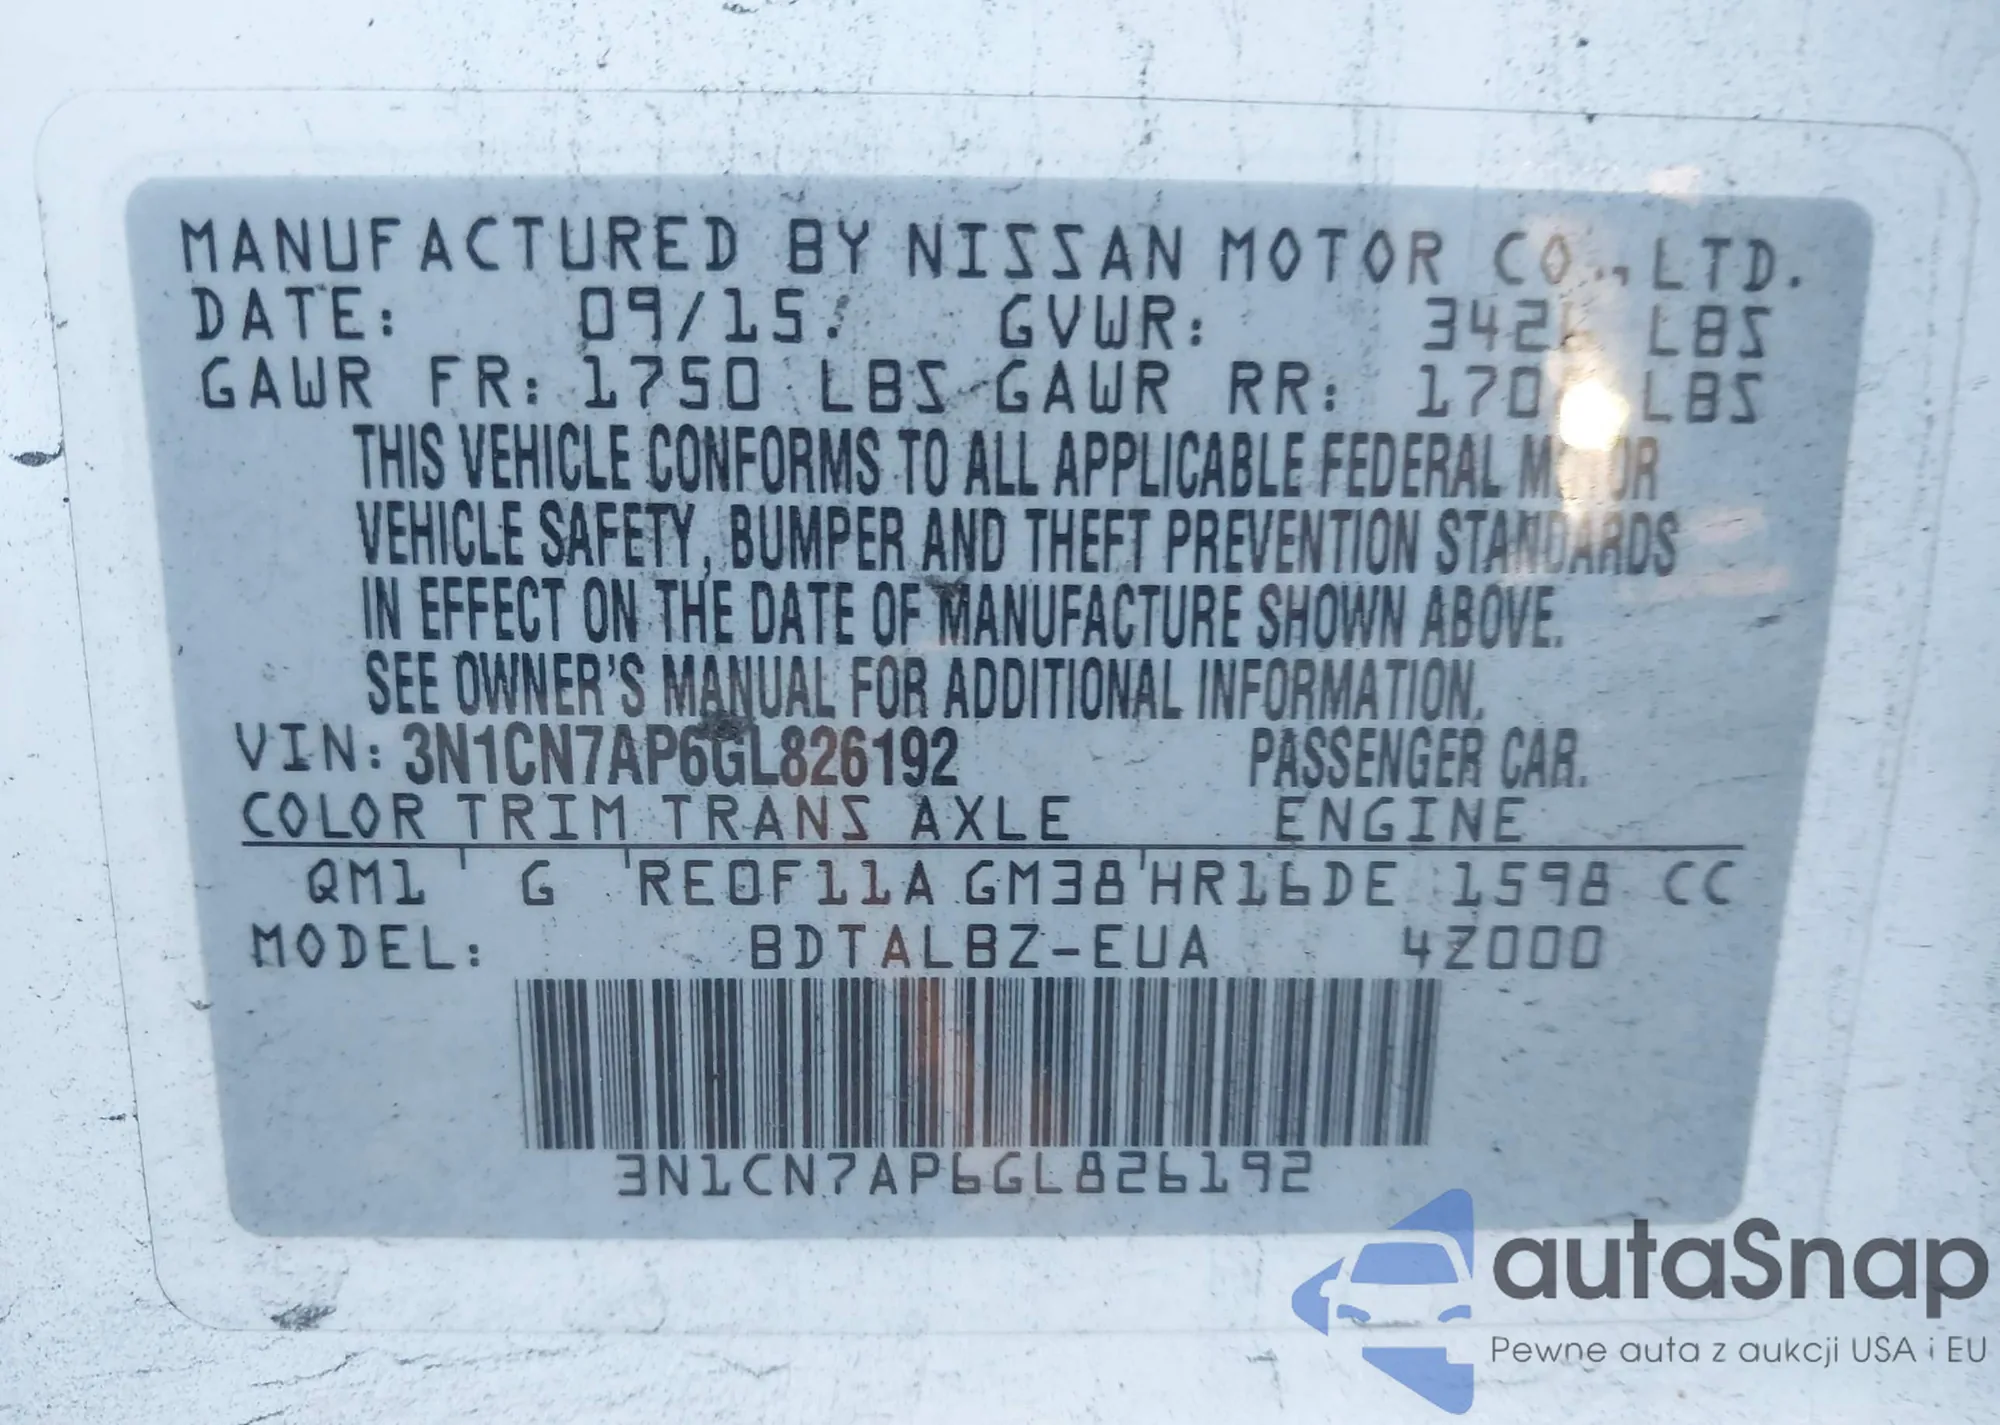 MANUFACTURED BY NISSAN MOTOR CO., LTD.
DATE: 09/15. GVWR: LBS
GAWR FR: 1750 LBS GAWR RR: LBS
THIS VEHICLE CONFORMS TO ALL APPLICABLE FEDERAL MOTOR
VEHICLE SAFETY, BUMPER AND THEFT PREVENTION STANDARDS
IN EFFECT ON THE DATE OF MANUFACTURE SHOWN ABOVE.
SEE OWNER'S MANUAL FOR ADDITIONAL INFORMATION.
VIN: 3N1CN7AP6GL826192 PASSENGER CAR.
COLOR TRIM TRANS AXLE ENGINE
QM1 G RE0F11A GM38 HR16DE 1598 CC
MODEL: BDTALBZ-EUA 4Z000
3N1CN7AP6GL826192
autaSnap
Pewne auta z aukcji USA i EU